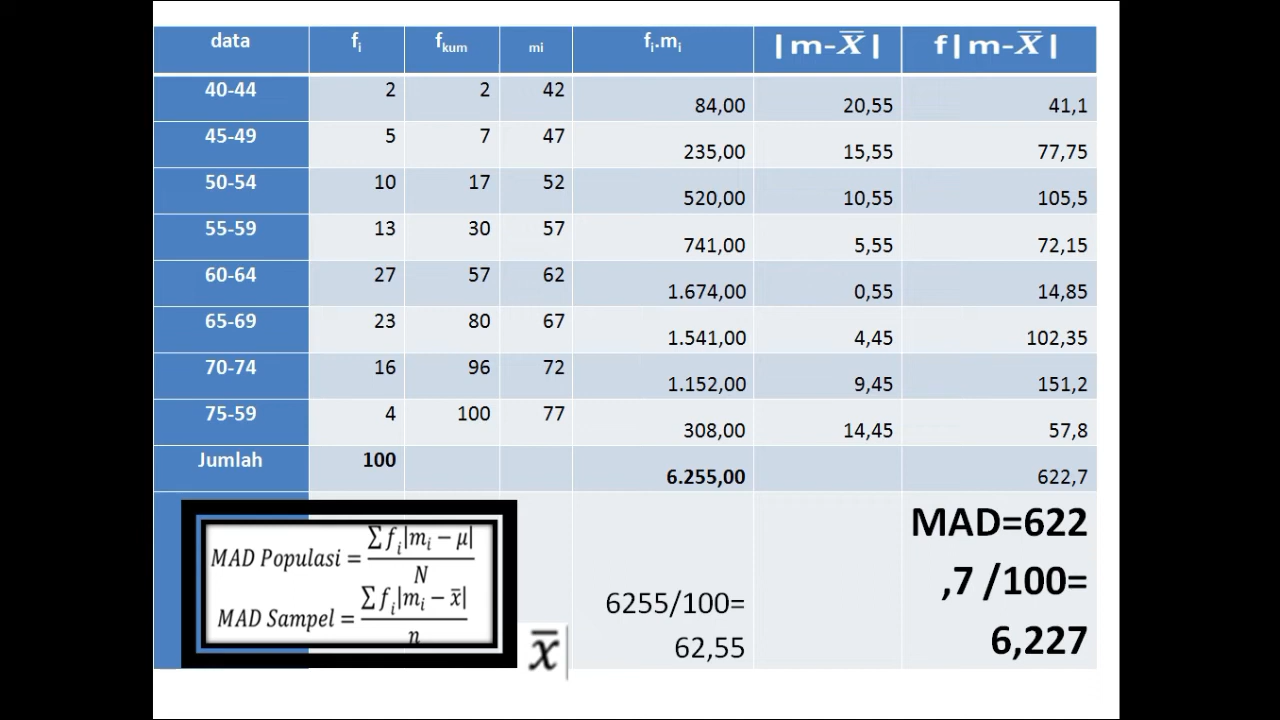 data fi fkum mi fi.mi |m-X̅| f|m-X̅|
40-44 2 2 42 84,00 20,55 41,1
45-49 5 7 47 235,00 15,55 77,75
50-54 10 17 52 520,00 10,55 105,5
55-59 13 30 57 741,00 5,55 72,15
60-64 27 57 62 1.674,00 0,55 14,85
65-69 23 80 67 1.541,00 4,45 102,35
70-74 16 96 72 1.152,00 9,45 151,2
75-59 4 100 77 308,00 14,45 57,8
Jumlah 100 6.255,00 622,7
MAD Populasi = ∑fi|mi − μ| / N
MAD Sampel = ∑fi|mi − x̅| / n
x̅
6255/100=
62,55
MAD=622
,7 /100=
6,227